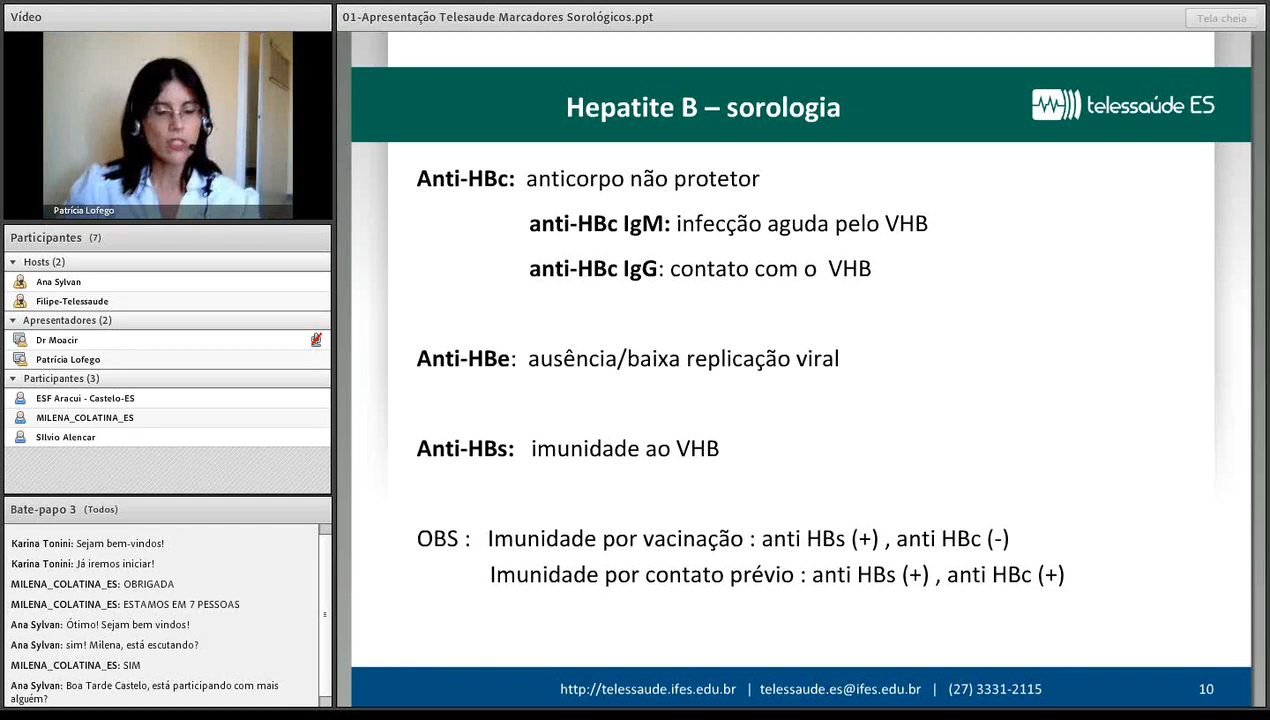 Vídeo
Patrícia Lofego
Participantes (7)
Hosts (2)
Ana Sylvan
Filipe-Telessaude
Apresentadores (2)
Dr Moacir
Patrícia Lofego
Participantes (3)
ESF Aracui - Castelo-ES
MILENA_COLATINA_ES
SIlvio Alencar
Bate-papo 3 (Todos)
Karina Tonini: Sejam bem-vindos!
Karina Tonini: Já iremos iniciar!
MILENA_COLATINA_ES: OBRIGADA
MILENA_COLATINA_ES: ESTAMOS EM 7 PESSOAS
Ana Sylvan: Ótimo! Sejam bem vindos!
Ana Sylvan: sim! Milena, está escutando?
MILENA_COLATINA_ES: SIM
Ana Sylvan: Boa Tarde Castelo, está participando com mais
alguém?
01-Apresentação Telesaude Marcadores Sorológicos.ppt
Tela cheia
Hepatite B – sorologia
telessaúde ES
Anti-HBc: anticorpo não protetor
anti-HBc IgM: infecção aguda pelo VHB
anti-HBc IgG: contato com o VHB
Anti-HBe: ausência/baixa replicação viral
Anti-HBs: imunidade ao VHB
OBS : Imunidade por vacinação : anti HBs (+) , anti HBc (-)
Imunidade por contato prévio : anti HBs (+) , anti HBc (+)
http://telessaude.ifes.edu.br | telessaude.es@ifes.edu.br | (27) 3331-2115
10